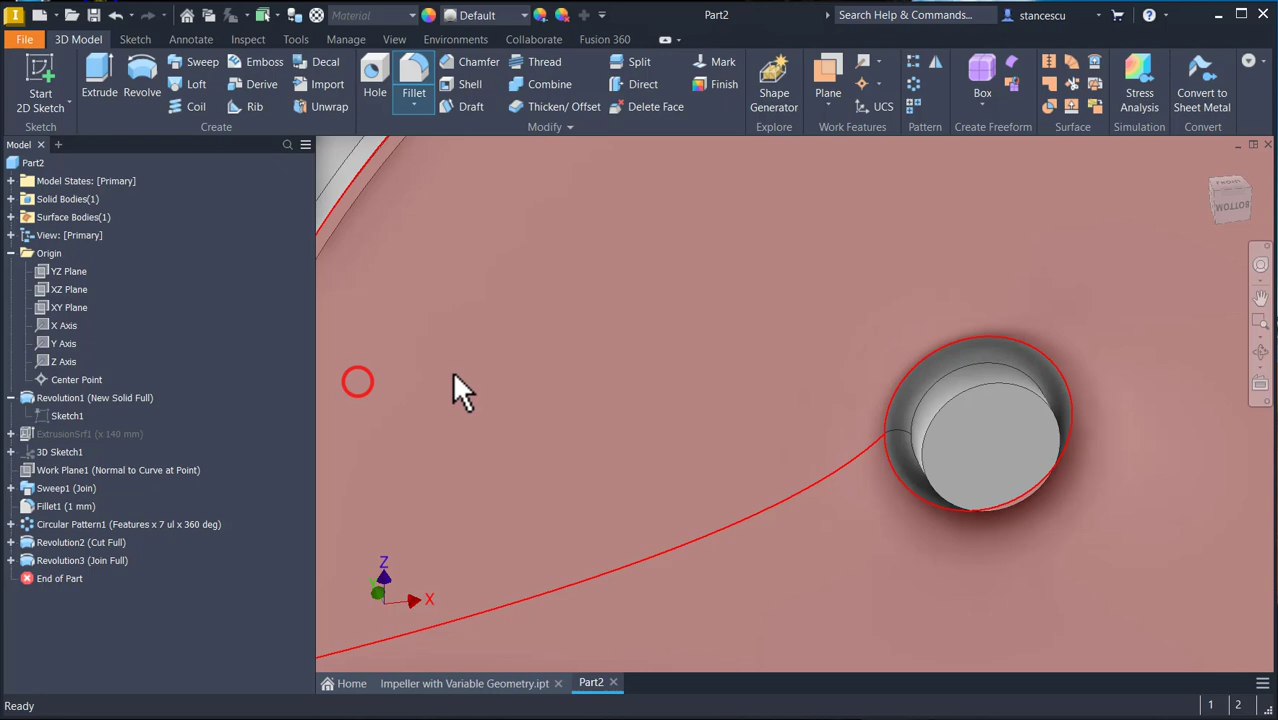 Material
Default
Part2
Search Help & Commands...
stancescu
File
3D Model
Sketch
Annotate
Inspect
Tools
Manage
View
Environments
Collaborate
Fusion 360
Start
2D Sketch
Extrude
Revolve
Sweep
Loft
Coil
Emboss
Derive
Rib
Decal
Import
Unwrap
Hole
Fillet
Chamfer
Shell
Draft
Thread
Combine
Thicken/ Offset
Split
Direct
Delete Face
Mark
Finish
Shape
Generator
Plane
UCS
Box
Stress
Analysis
Convert to
Sheet Metal
Sketch
Create
Modify
Explore
Work Features
Pattern
Create Freeform
Surface
Simulation
Convert
Model
Part2
Model States: [Primary]
Solid Bodies(1)
Surface Bodies(1)
View: [Primary]
Origin
YZ Plane
XZ Plane
XY Plane
X Axis
Y Axis
Z Axis
Center Point
Revolution1 (New Solid Full)
Sketch1
ExtrusionSrf1 (x 140 mm)
3D Sketch1
Work Plane1 (Normal to Curve at Point)
Sweep1 (Join)
Fillet1 (1 mm)
Circular Pattern1 (Features x 7 ul x 360 deg)
Revolution2 (Cut Full)
Revolution3 (Join Full)
End of Part
FRONT
BOTTOM
Z
Y
X
Home
Impeller with Variable Geometry.ipt
Part2
Ready
1
2